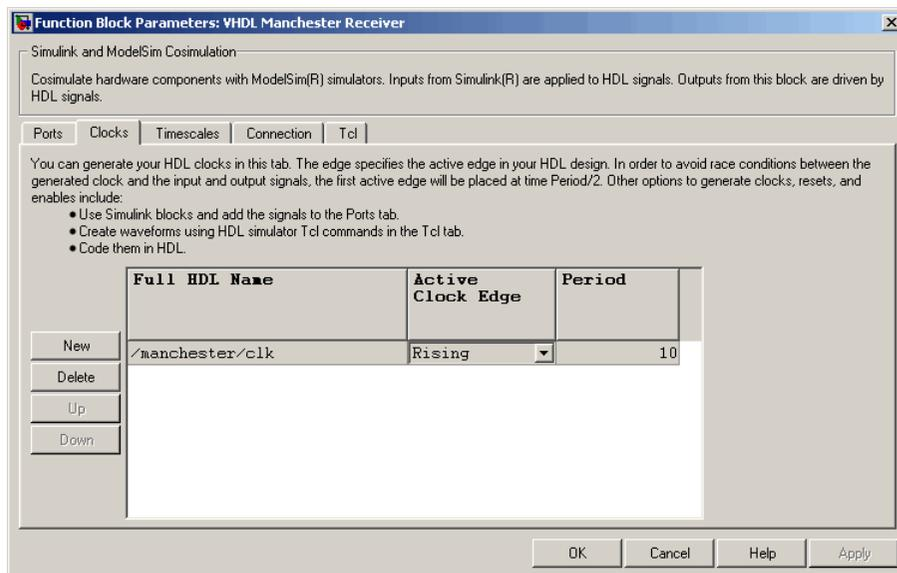 Function Block Parameters: VHDL Manchester Receiver
Simulink and ModelSim Cosimulation
Cosimulate hardware components with ModelSim(R) simulators. Inputs from Simulink(R) are applied to HDL signals. Outputs from this block are driven by
HDL signals.
Ports Clocks Timescales Connection Tcl
You can generate your HDL clocks in this tab. The edge specifies the active edge in your HDL design. In order to avoid race conditions between the
generated clock and the input and output signals, the first active edge will be placed at time Period/2. Other options to generate clocks, resets, and
enables include:
• Use Simulink blocks and add the signals to the Ports tab.
• Create waveforms using HDL simulator Tcl commands in the Tcl tab.
• Code them in HDL.
Full HDL Name Active Period
Clock Edge
New /manchester/clk Rising 10
Delete
Up
Down
OK Cancel Help Apply